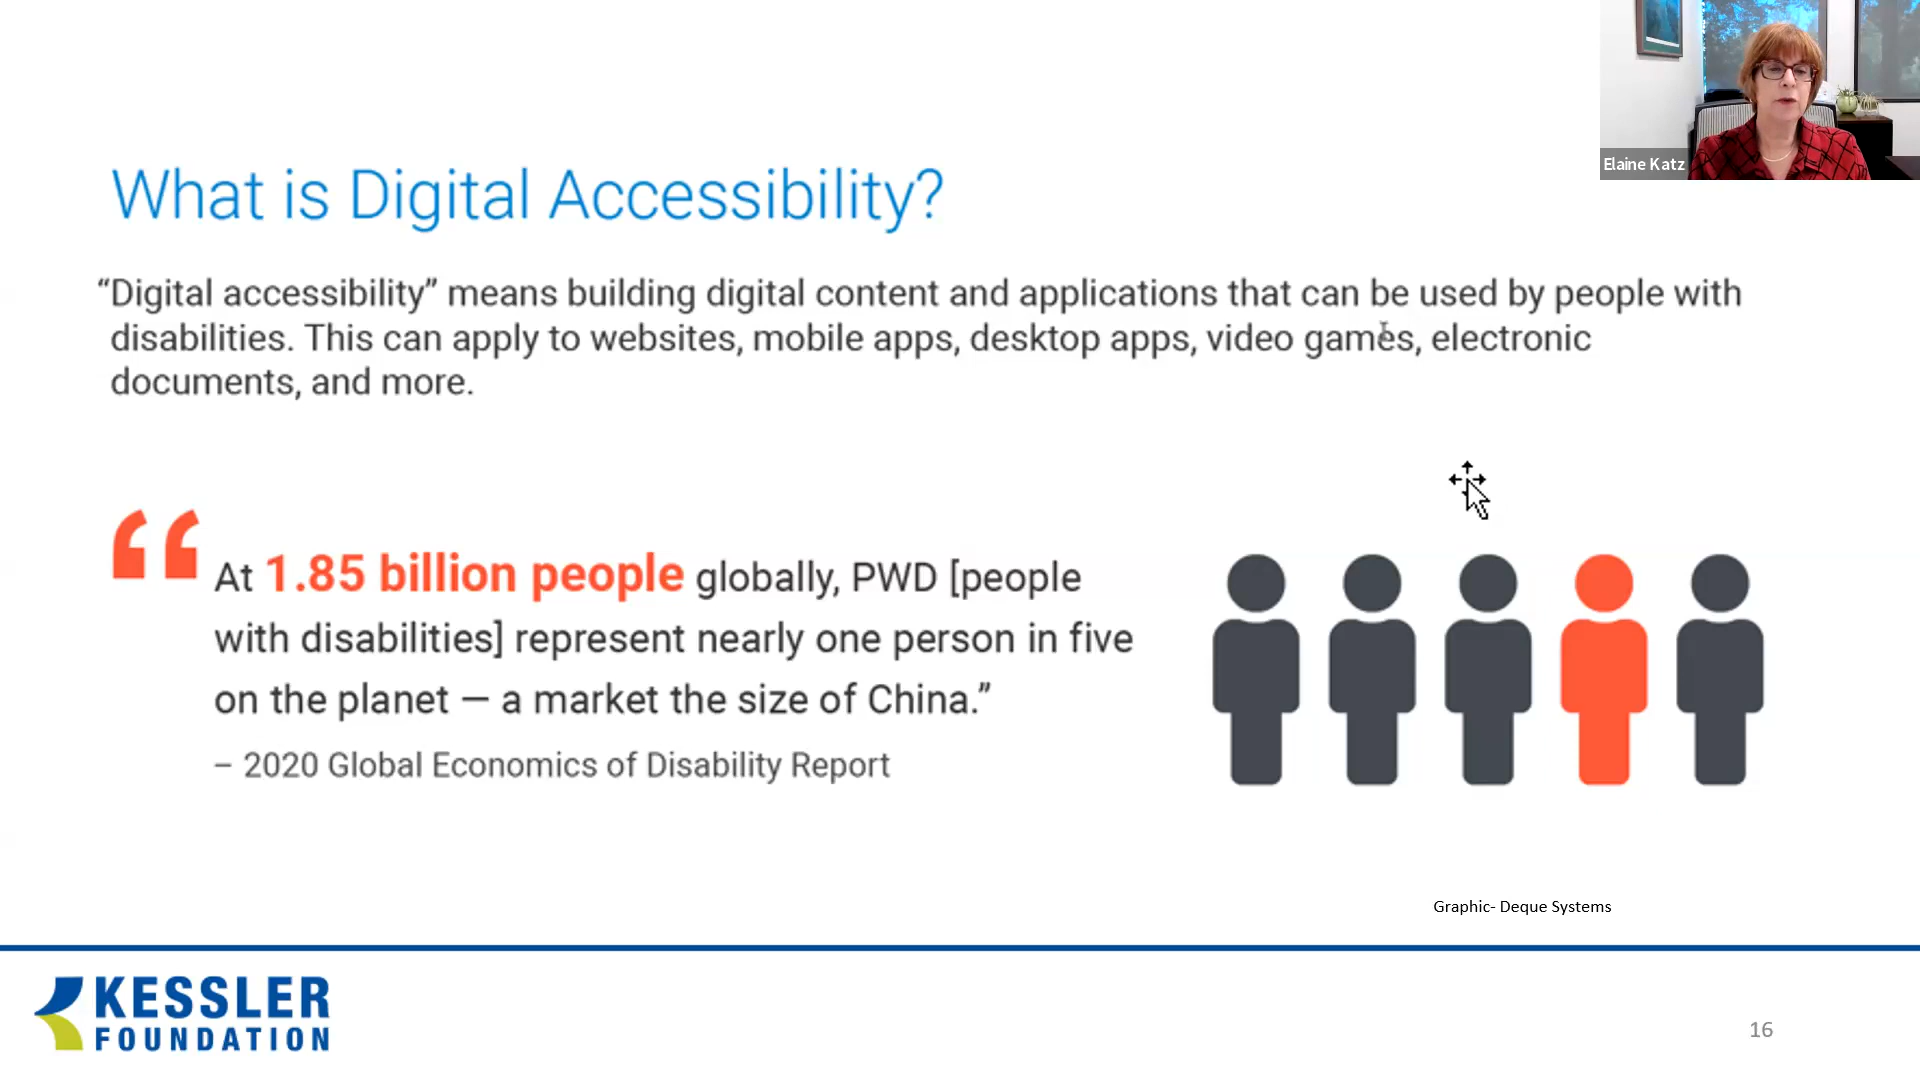 Elaine Katz
What is Digital Accessibility?
“Digital accessibility” means building digital content and applications that can be used by people with
disabilities. This can apply to websites, mobile apps, desktop apps, video games, electronic
documents, and more.
“ At 1.85 billion people globally, PWD [people
with disabilities] represent nearly one person in five
on the planet — a market the size of China.”
– 2020 Global Economics of Disability Report
Graphic- Deque Systems
KESSLER
FOUNDATION
16